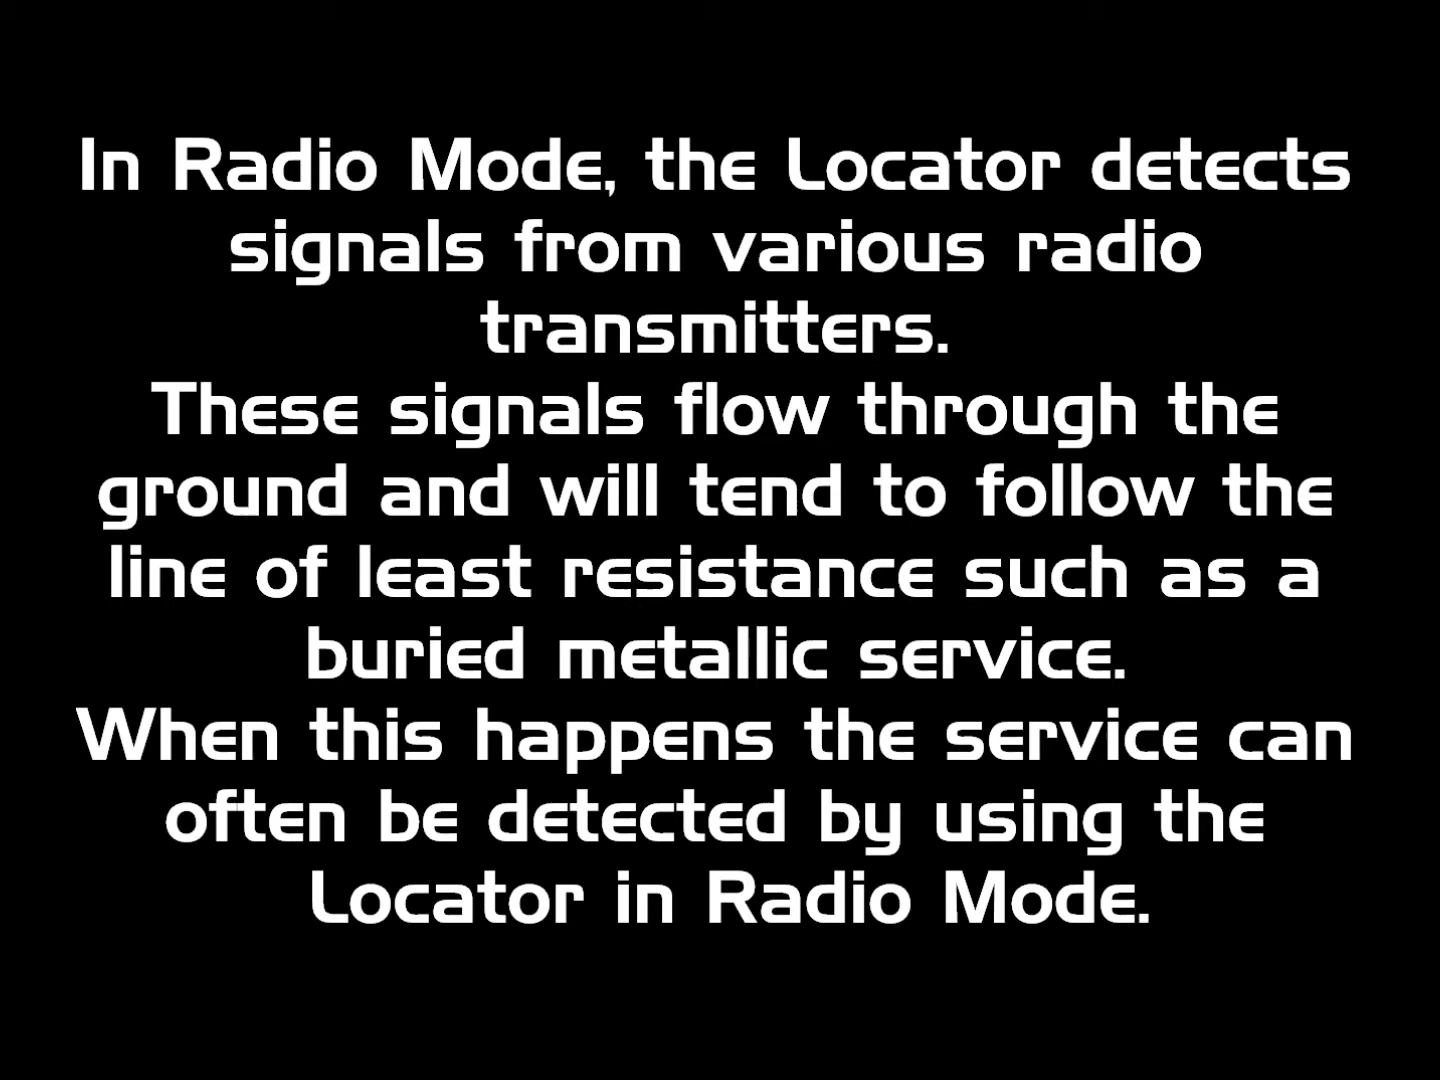 In Radio Mode, the Locator detects
signals from various radio
transmitters.
These signals flow through the
ground and will tend to follow the
line of least resistance such as a
buried metallic service.
When this happens the service can
often be detected by using the
Locator in Radio Mode.